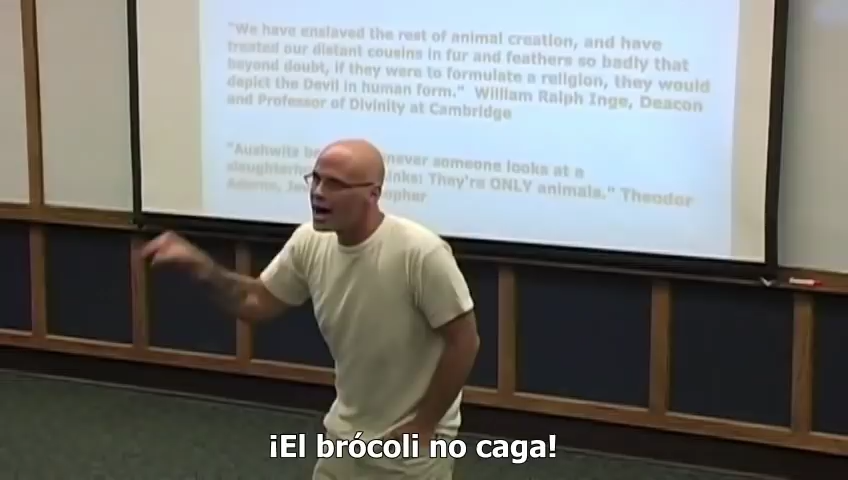 "We have enslaved the rest of animal creation, and have
treated our distant cousins in fur and feathers so badly that
beyond doubt, if they were to formulate a religion, they would
depict the Devil in human form." William Ralph Inge, Deacon
and Professor of Divinity at Cambridge
"Aushwitz never someone looks at a
They're ONLY animals." Theodor
¡El brócoli no caga!